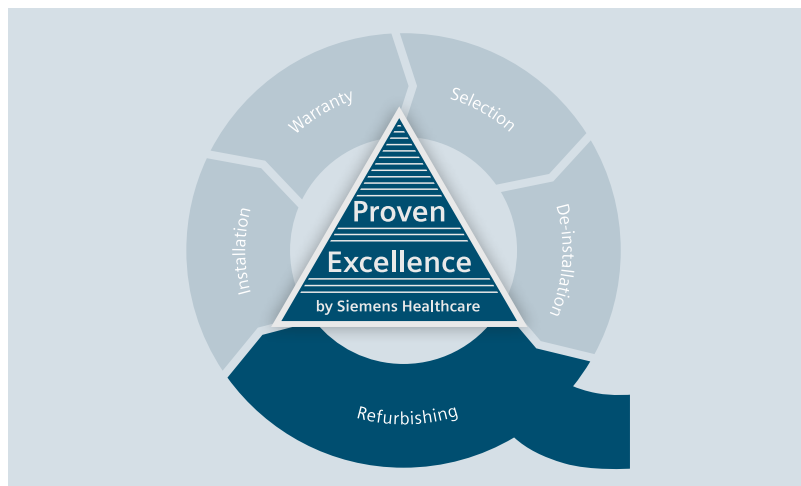 Warranty
Selection
Installation
De-installation
Proven
Excellence
by Siemens Healthcare
Refurbishing